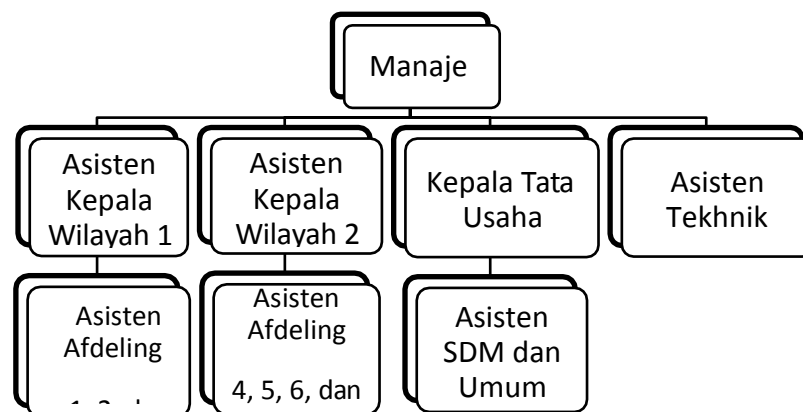 Manaje
Asisten
Kepala
Wilayah 1
Asisten
Kepala
Wilayah 2
Kepala Tata
Usaha
Asisten
Tekhnik
Asisten
Afdeling
Asisten
Afdeling
4, 5, 6, dan
Asisten
SDM dan
Umum